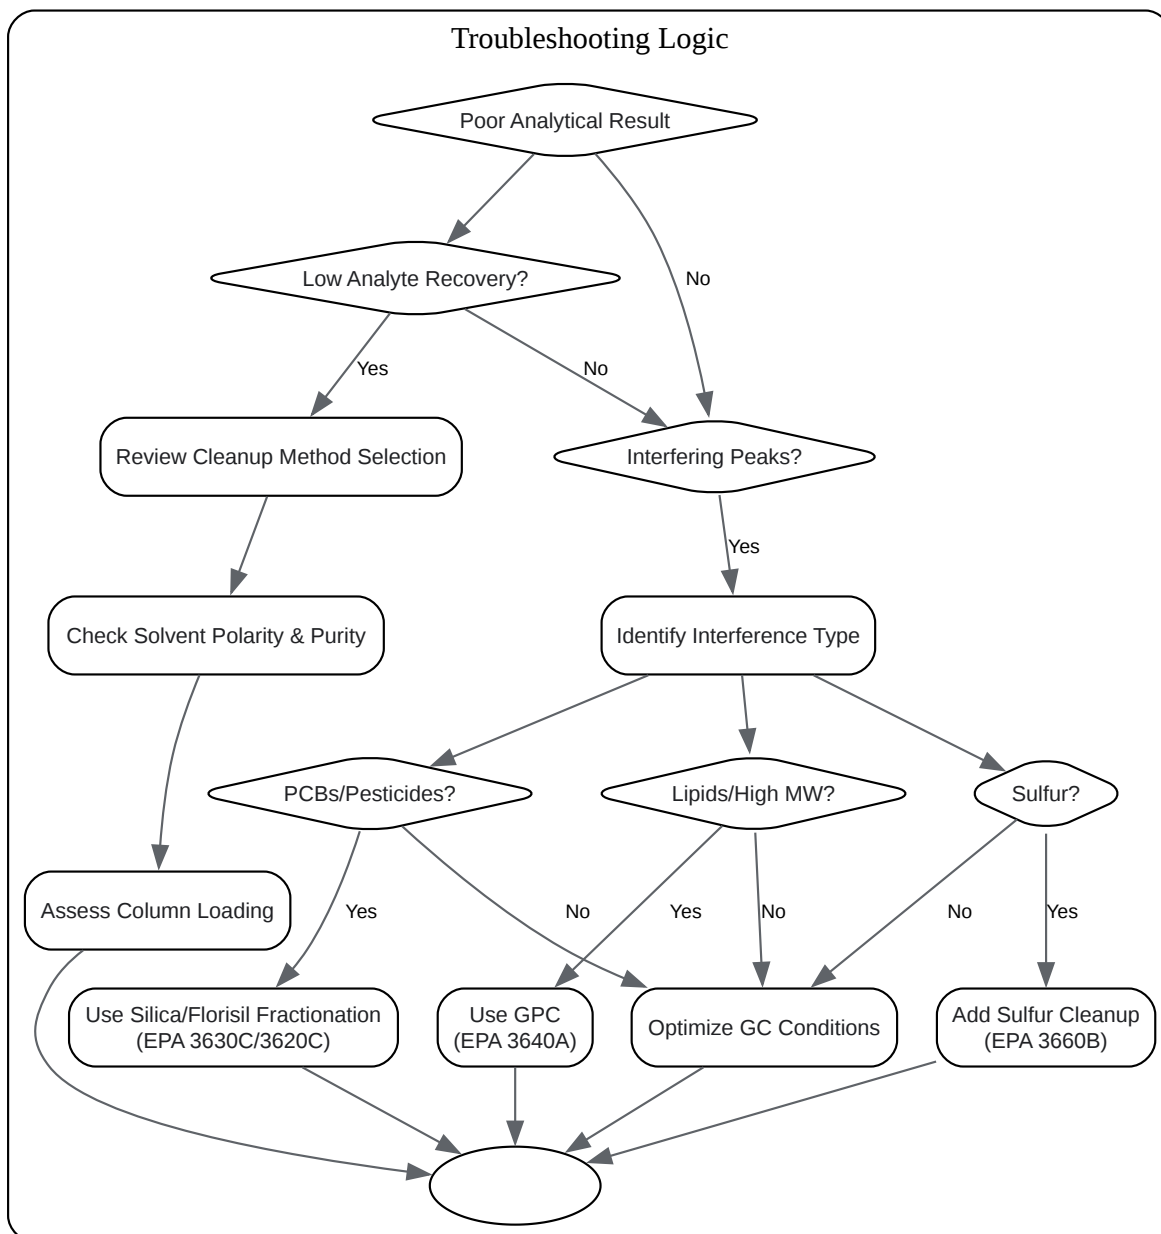 Troubleshooting Logic
Poor Analytical Result
Low Analyte Recovery?
No
Yes
No
Review Cleanup Method Selection
Interfering Peaks?
Yes
Check Solvent Polarity & Purity
Identify Interference Type
PCBs/Pesticides?
Lipids/High MW?
Sulfur?
Assess Column Loading
Yes
No
Yes
No
No
Yes
Use Silica/Florisil Fractionation
(EPA 3630C/3620C)
Use GPC
(EPA 3640A)
Optimize GC Conditions
Add Sulfur Cleanup
(EPA 3660B)